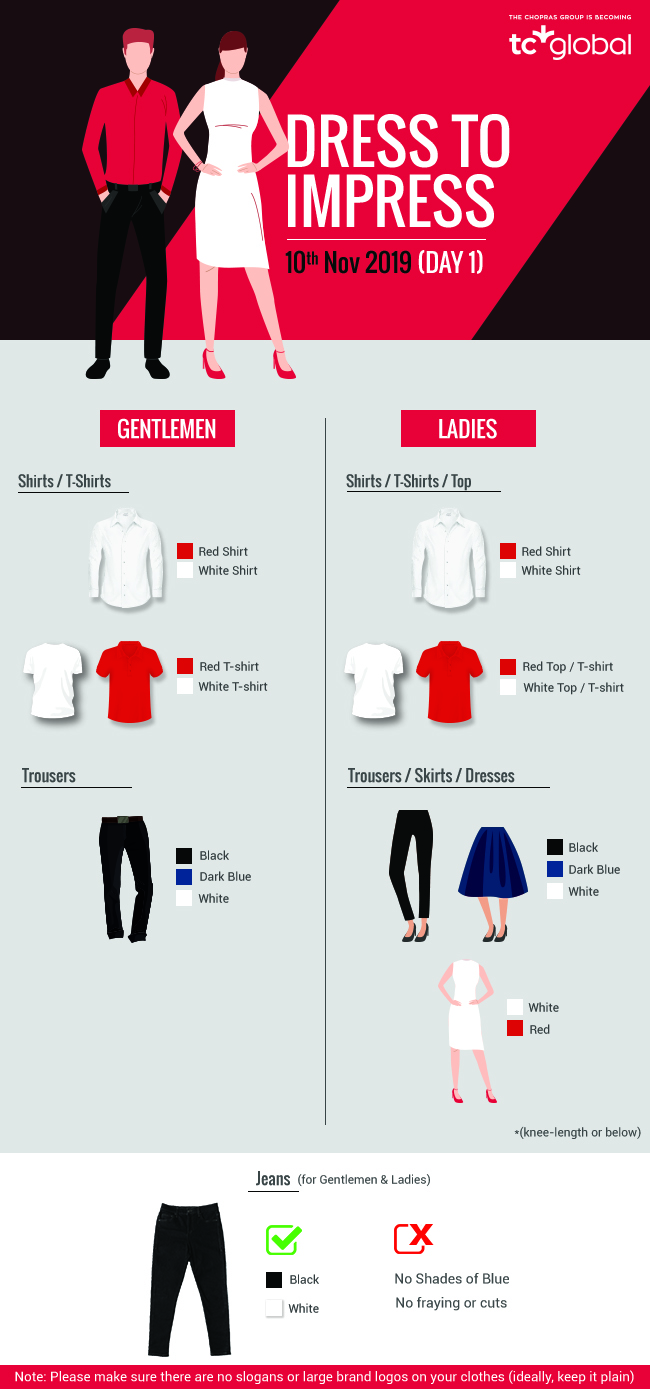 THE CHOPRAS GROUP IS BECOMING
tc global
DRESS TO
IMPRESS
10th Nov 2019 (DAY 1)
GENTLEMEN
Shirts / T-Shirts
Red Shirt
White Shirt
Red T-shirt
White T-shirt
Trousers
Black
Dark Blue
White
LADIES
Shirts / T-Shirts / Top
Red Shirt
White Shirt
Red Top / T-shirt
White Top / T-shirt
Trousers / Skirts / Dresses
Black
Dark Blue
White
White
Red
*(knee-length or below)
Jeans (for Gentlemen & Ladies)
Black
White
No Shades of Blue
No fraying or cuts
Note: Please make sure there are no slogans or large brand logos on your clothes (ideally, keep it plain)